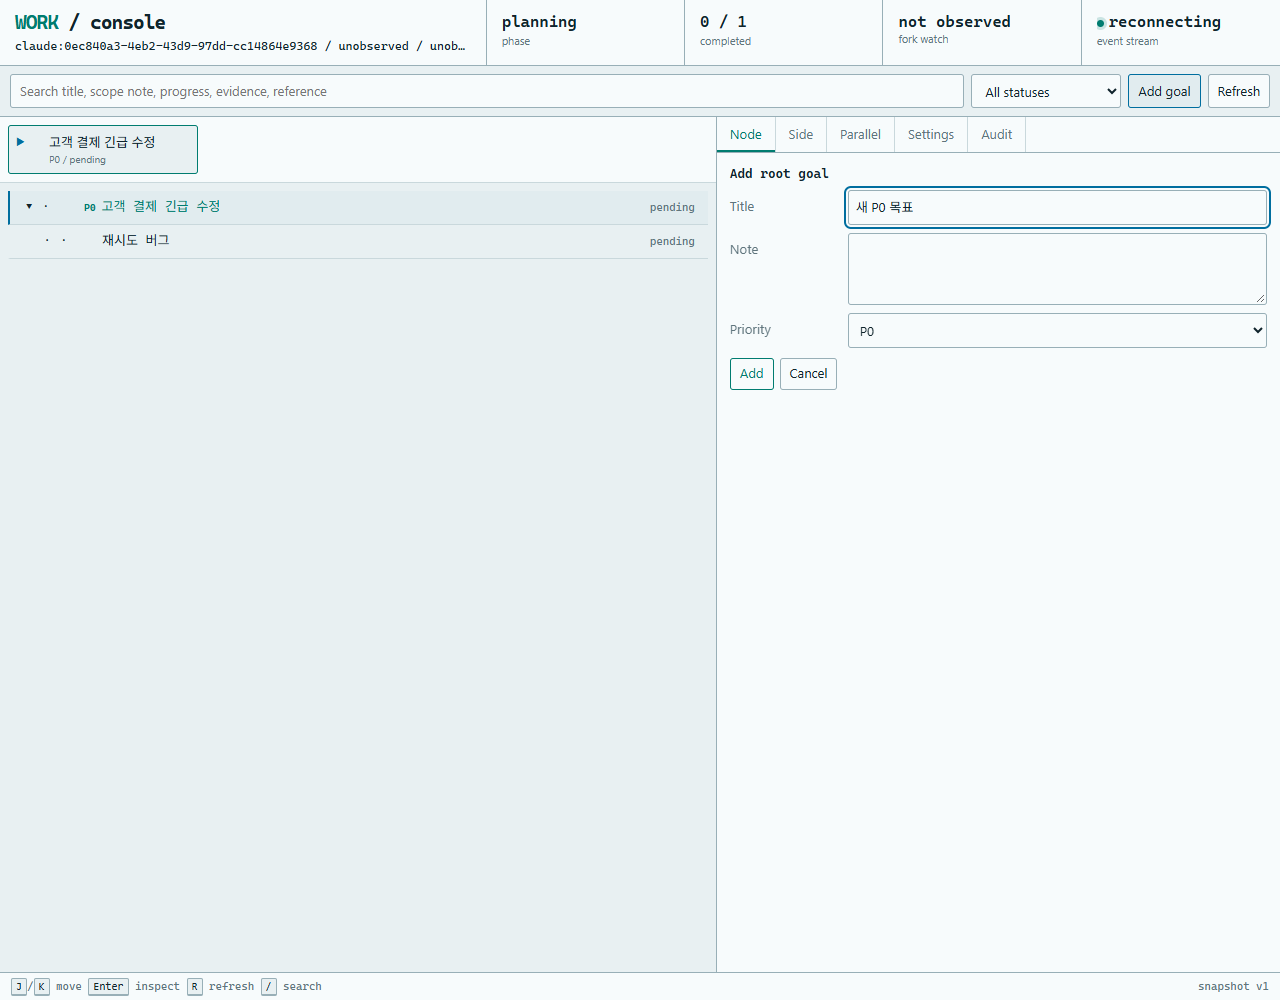 WORK / console
claude:0ec840a3-4eb2-43d9-97dd-cc14864e9368 / unobserved / unob…
planning
phase
0 / 1
completed
not observed
fork watch
reconnecting
event stream
Search title, scope note, progress, evidence, reference
All statuses
Add goal
Refresh
고객 결제 긴급 수정
P0 / pending
P0 고객 결제 긴급 수정 pending
재시도 버그 pending
Node Side Parallel Settings Audit
Add root goal
Title 새 P0 목표
Note
Priority P0
Add Cancel
J/K move Enter inspect R refresh / search
snapshot v1